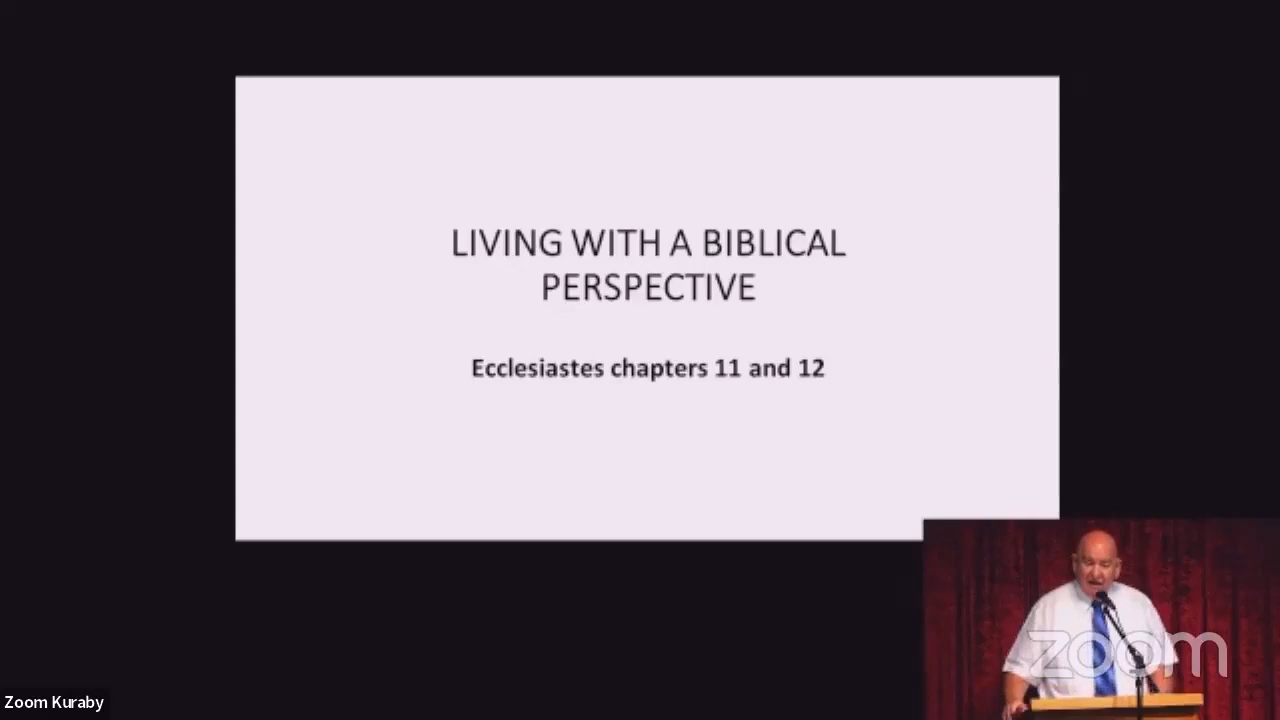 LIVING WITH A BIBLICAL
PERSPECTIVE
Ecclesiastes chapters 11 and 12
zoom
Zoom Kuraby